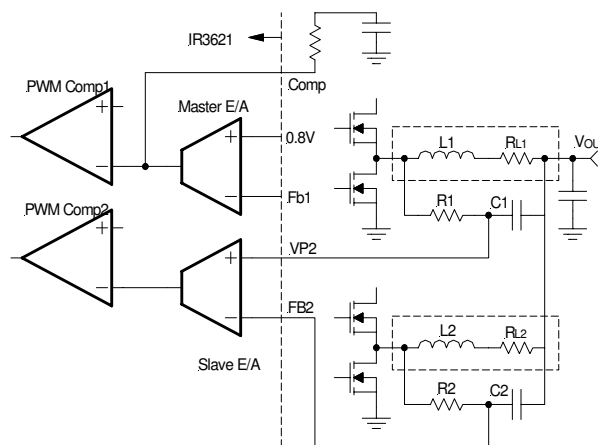 IR3621
PWM Comp1
Comp
Master E/A
0.8V
Fb1
L1
RL1
VOU
R1
C1
PWM Comp2
VP2
FB2
Slave E/A
L2
RL2
R2
C2